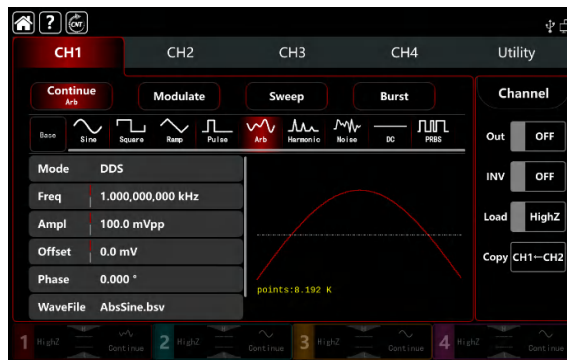 ? CNT
CH1 CH2 CH3 CH4 Utility
Continue Modulate Sweep Burst Channel
Arb
Base Sine Square Ramp Pulse Arb Harmonic Noise DC PRBS
Out OFF
Mode DDS
INV OFF
Freq 1.000,000,000 kHz
Ampl 100.0 mVpp
Load HighZ
Offset 0.0 mV
Copy CH1←CH2
Phase 0.000 °
points:8.192 K
WaveFile AbsSine.bsv
1 HighZ Continue 2 HighZ Continue 3 HighZ Continue 4 HighZ Continue